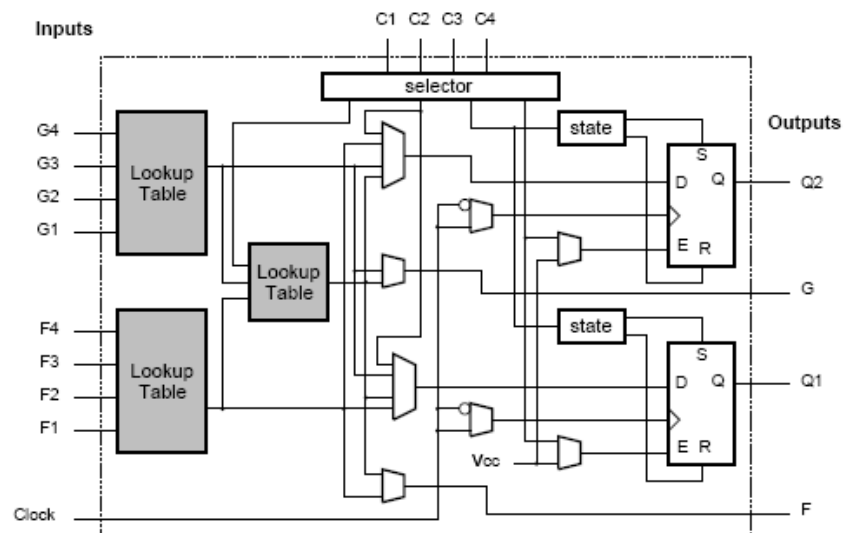 C1 C2 C3 C4
Inputs
selector
G4
G3
G2
G1
Lookup
Table
state
Outputs
S
D Q
E R
Q2
Lookup
Table
G
F4
F3
F2
F1
Lookup
Table
state
S
D Q
E R
Q1
Vcc
Clock
F